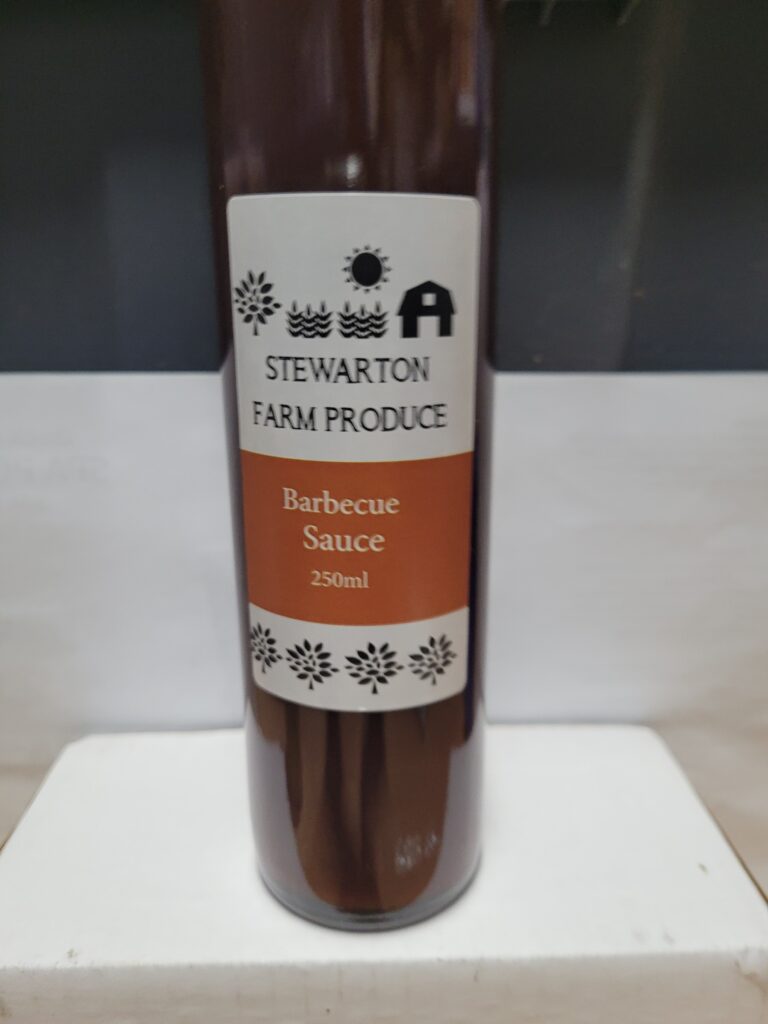 STEWARTON
FARM PRODUCE
Barbecue
Sauce
250ml